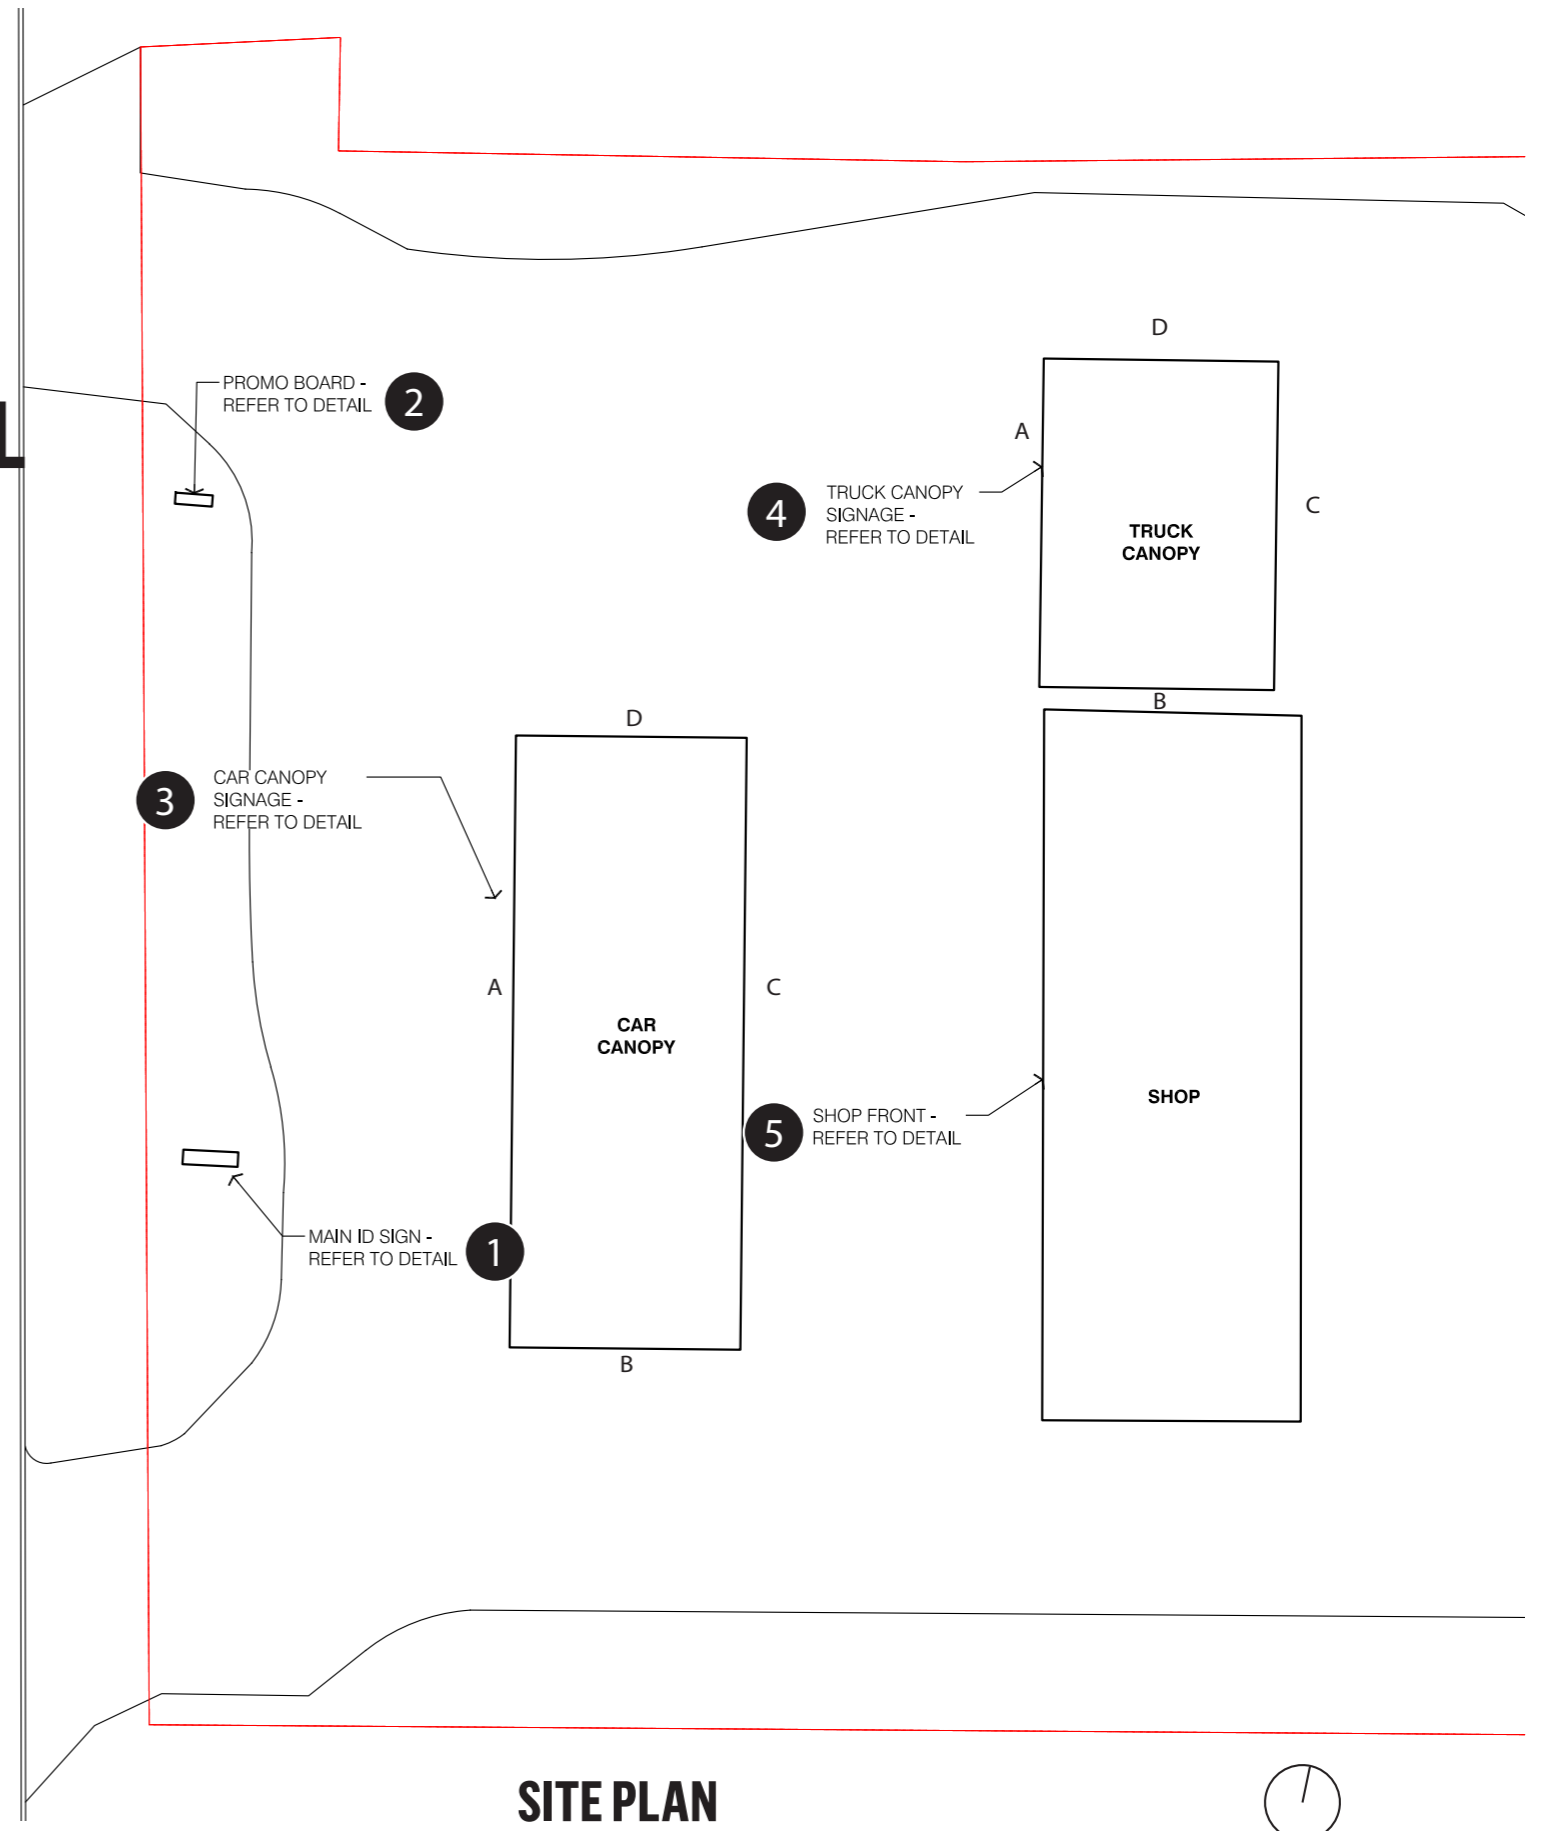 D
PROMO BOARD -
REFER TO DETAIL
2
A
L
4
TRUCK CANOPY
SIGNAGE -
REFER TO DETAIL
C
TRUCK
CANOPY
B
D
3
CAR CANOPY
SIGNAGE -
REFER TO DETAIL
A
C
CAR
CANOPY
5
SHOP FRONT -
REFER TO DETAIL
SHOP
MAIN ID SIGN -
REFER TO DETAIL
1
B
SITE PLAN